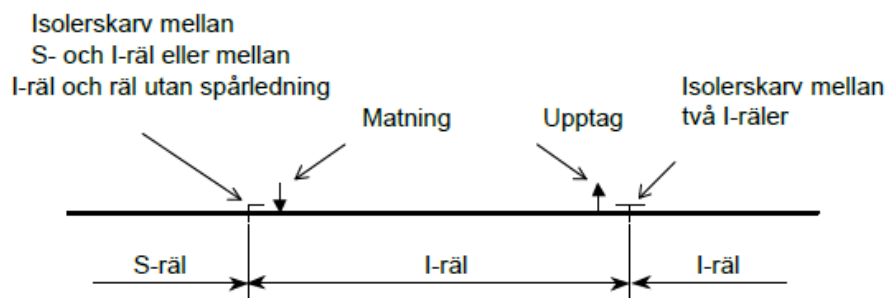 Isolerskarv mellan
S- och I-räl eller mellan
I-räl och räl utan spårledning
Matning
Upptag
Isolerskarv mellan
två I-räler
S-räl
I-räl
I-räl